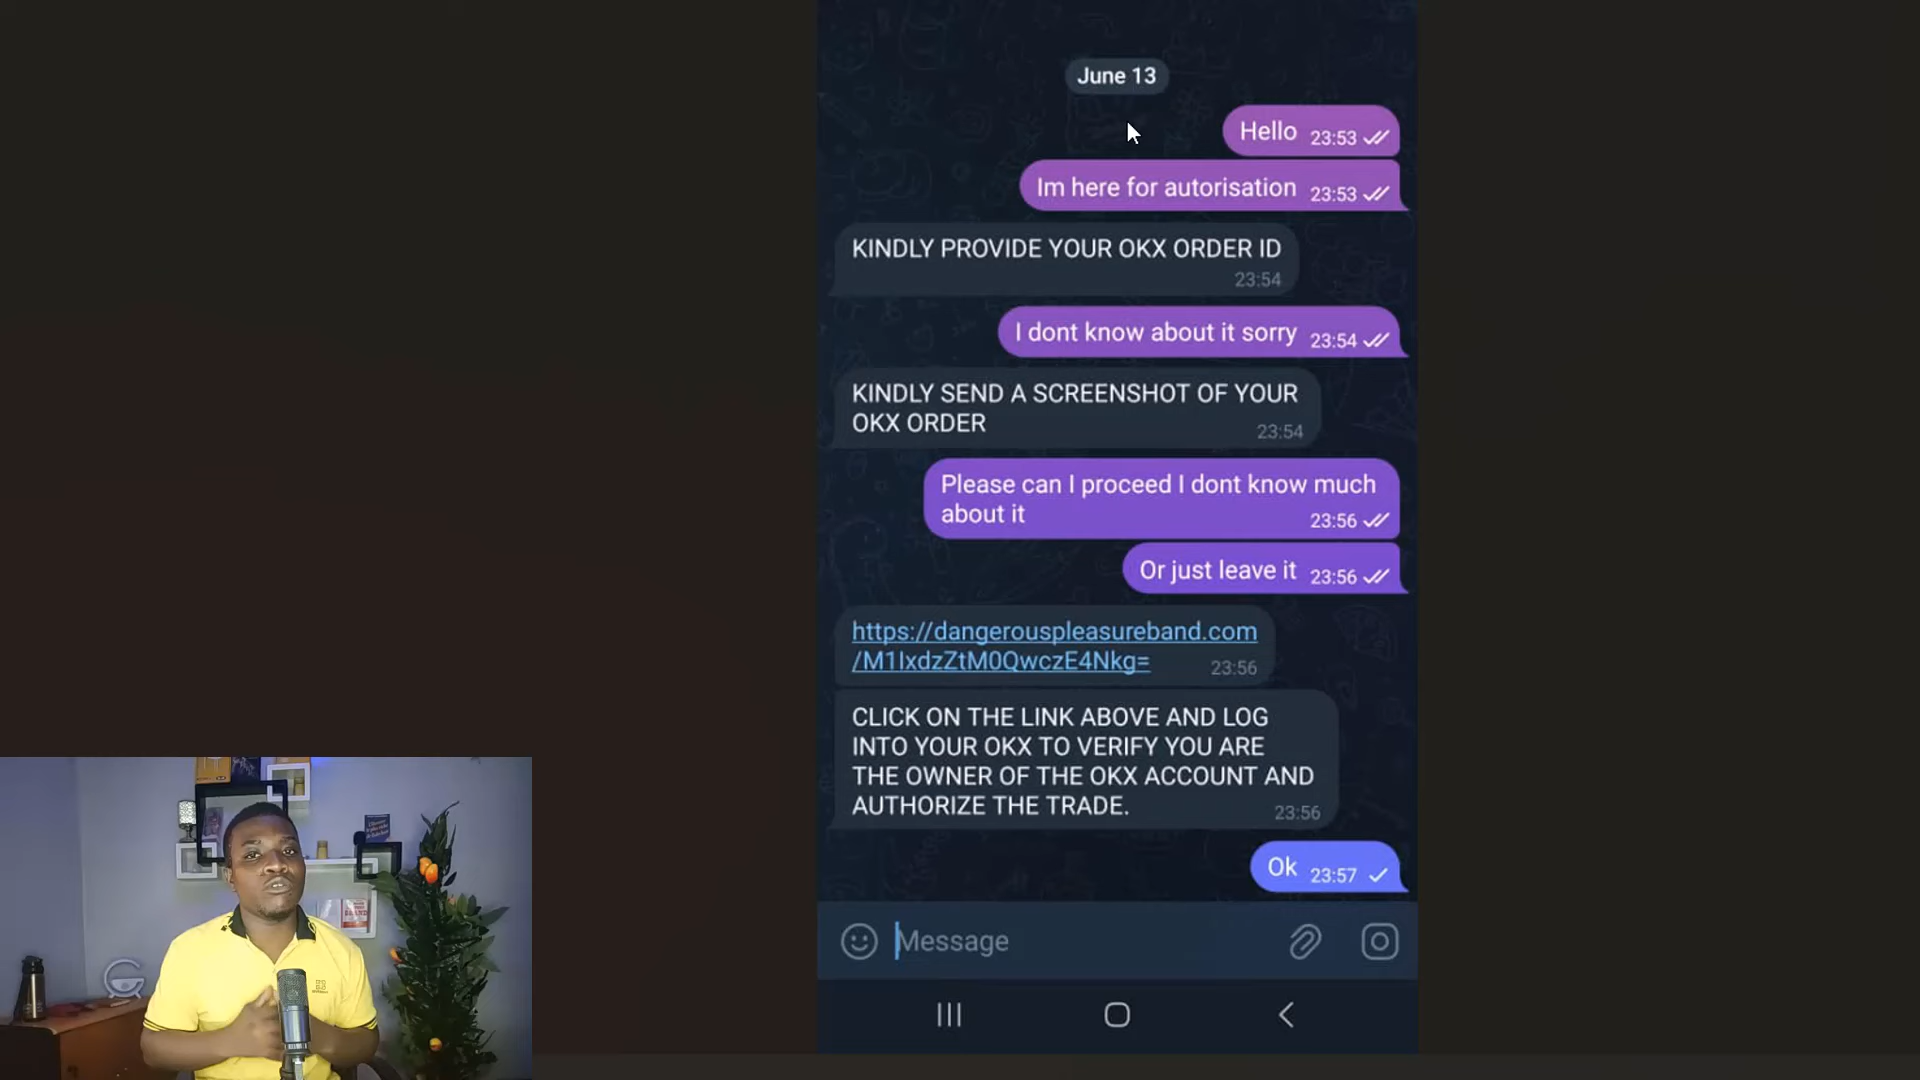 June 13
Hello 23:53
Im here for autorisation 23:53
KINDLY PROVIDE YOUR OKX ORDER ID
23:54
I dont know about it sorry 23:54
KINDLY SEND A SCREENSHOT OF YOUR
OKX ORDER 23:54
Please can I proceed I dont know much
about it 23:56
Or just leave it 23:56
https://dangerouspleasureband.com
/M1IxdzZtM0QwczE4Nkg= 23:56
CLICK ON THE LINK ABOVE AND LOG
INTO YOUR OKX TO VERIFY YOU ARE
THE OWNER OF THE OKX ACCOUNT AND
AUTHORIZE THE TRADE. 23:56
Ok 23:57
Message